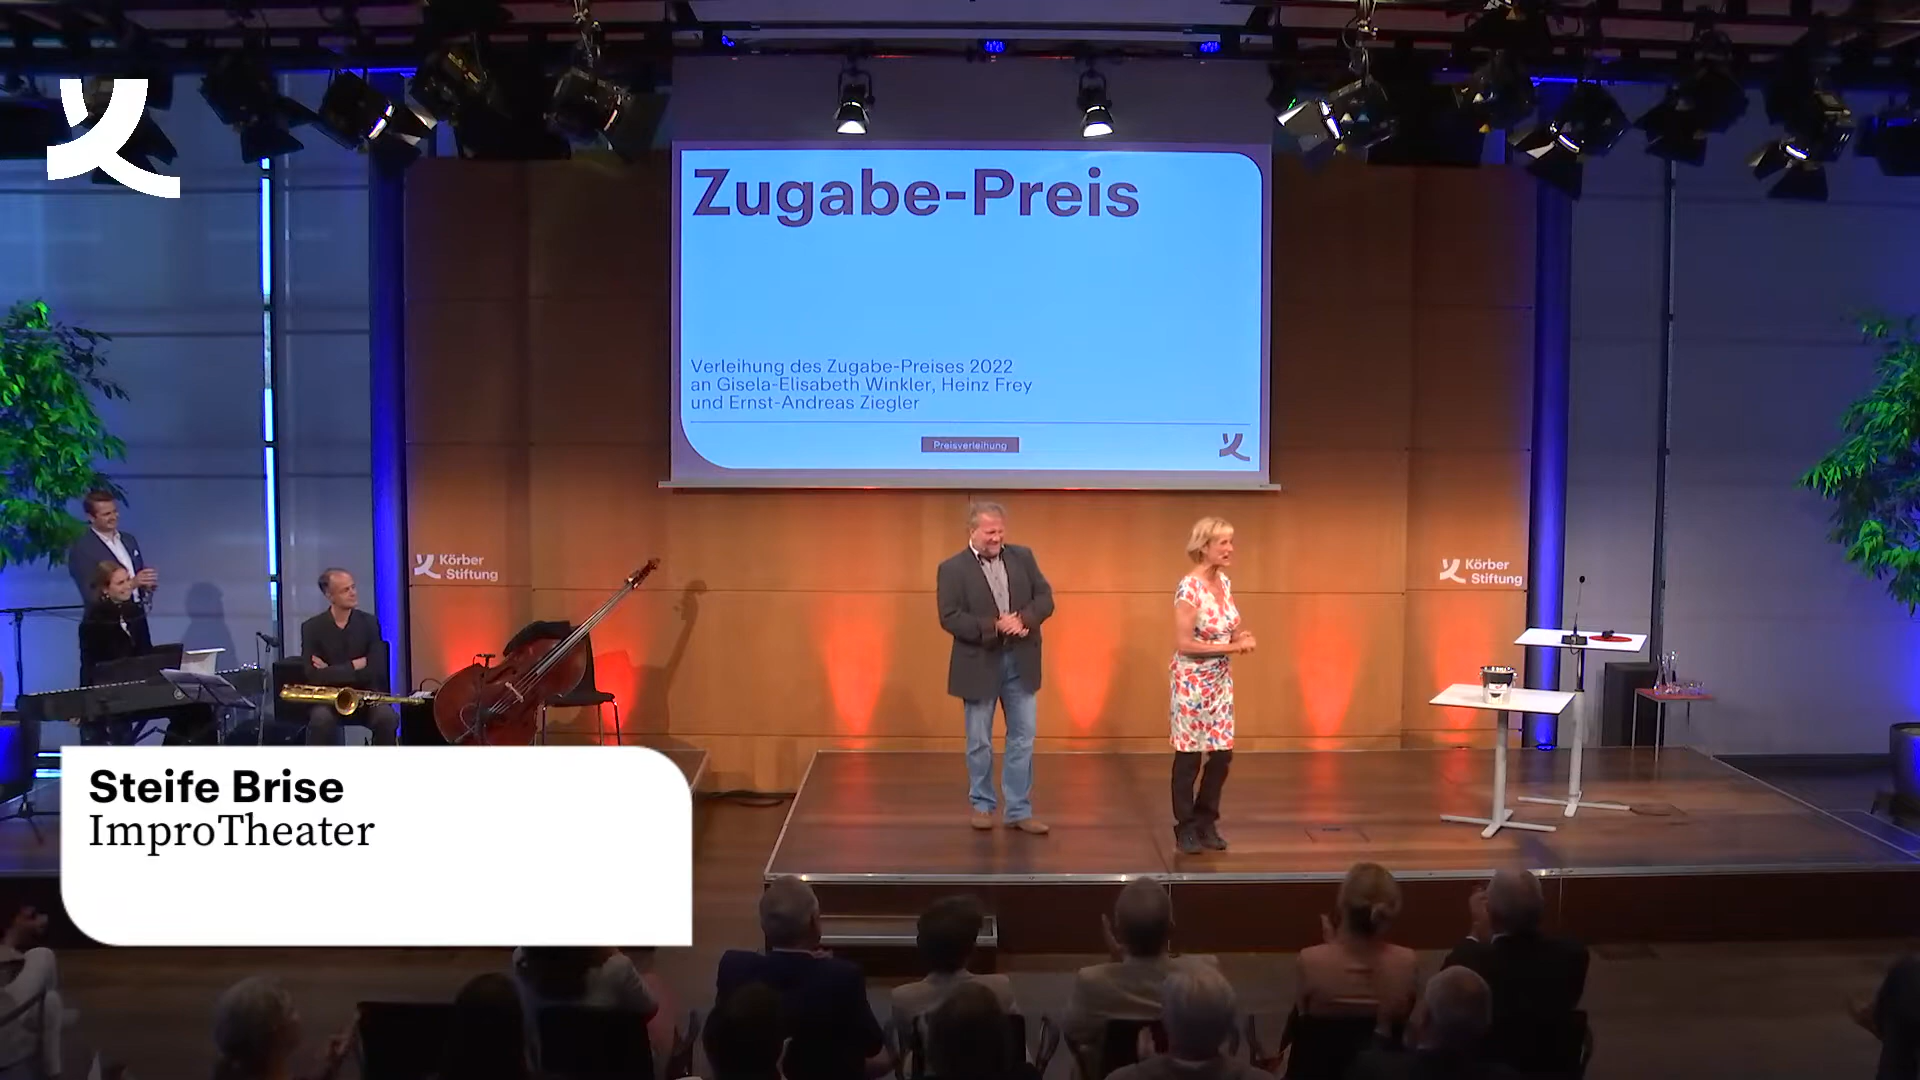 Zugabe-Preis
Verleihung des Zugabe-Preises 2022
an Gisela-Elisabeth Winkler, Heinz Frey
und Ernst-Andreas Ziegler
Preisverleihung
Körber
Stiftung
Körber
Stiftung
Steife Brise
ImproTheater